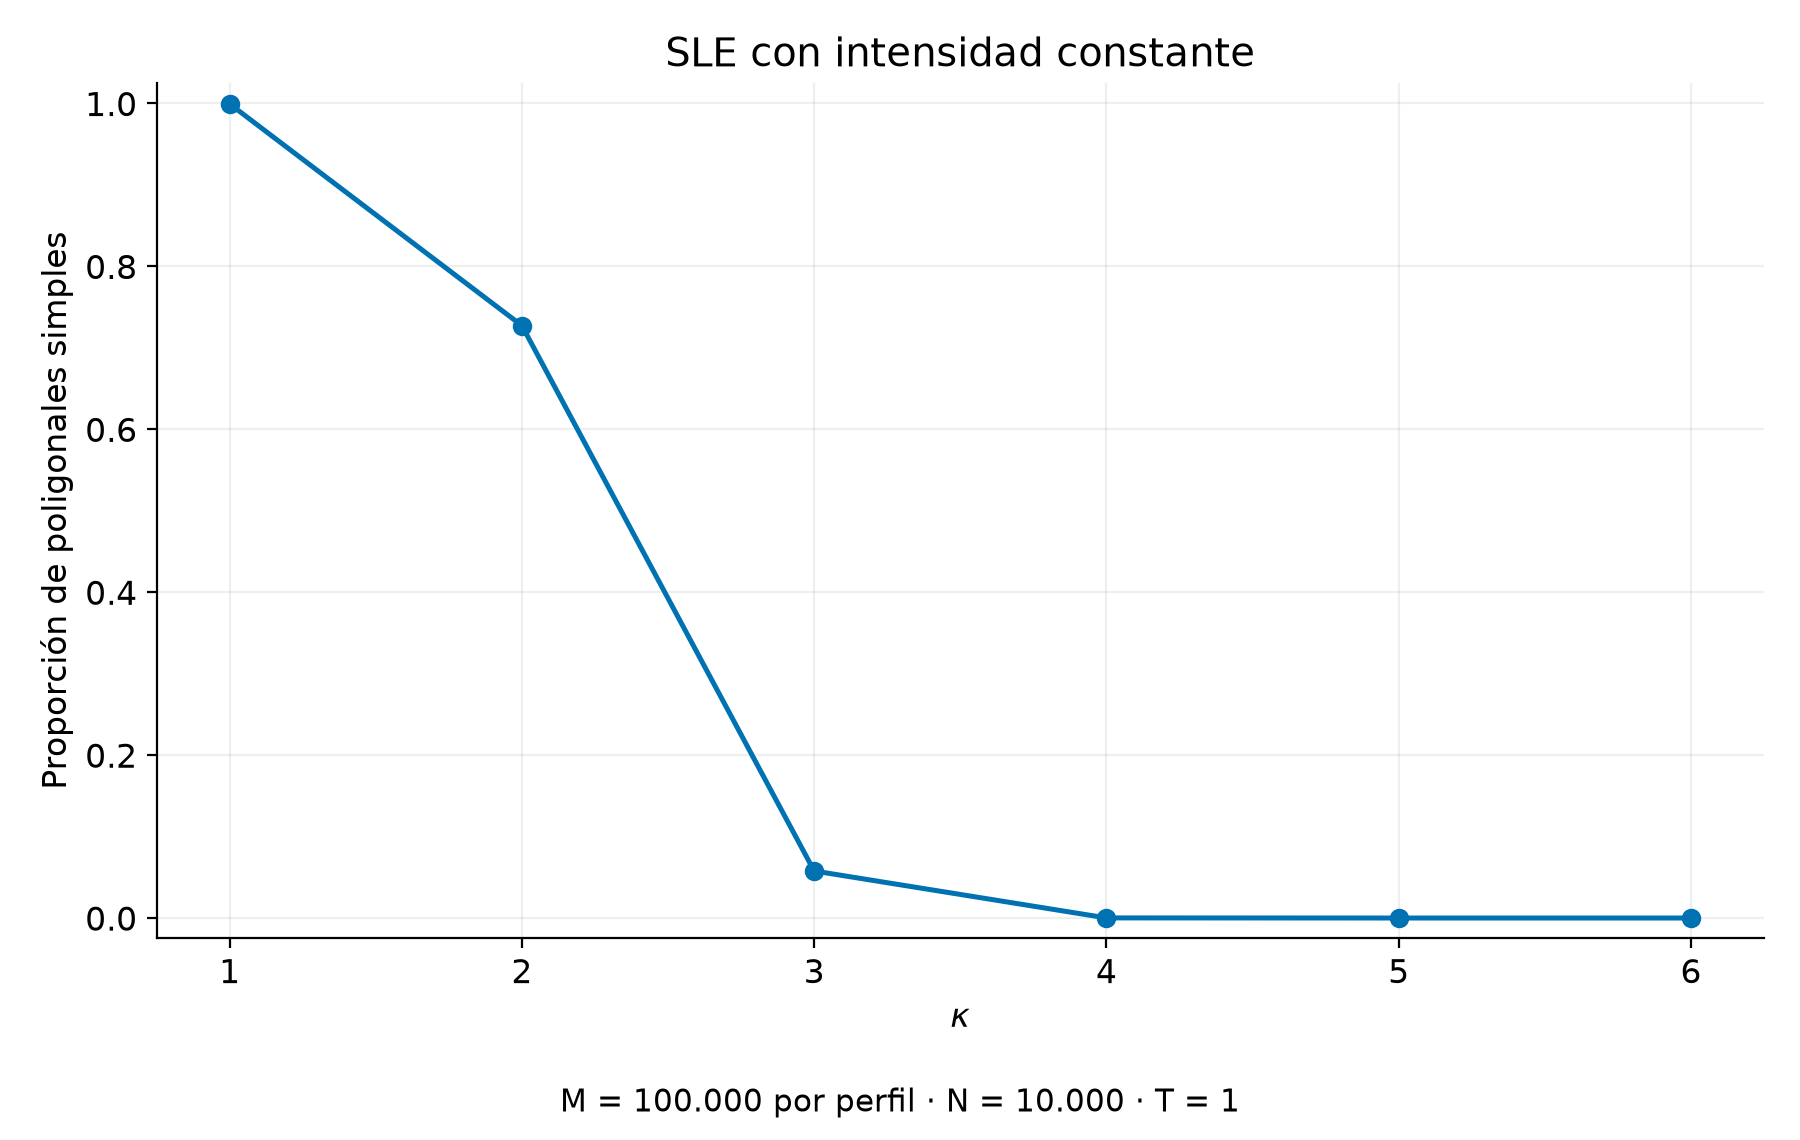 SLE con intensidad constante
Proporción de poligonales simples
1.0
0.8
0.6
0.4
0.2
0.0
1 2 3 4 5 6
κ
M = 100.000 por perfil · N = 10.000 · T = 1